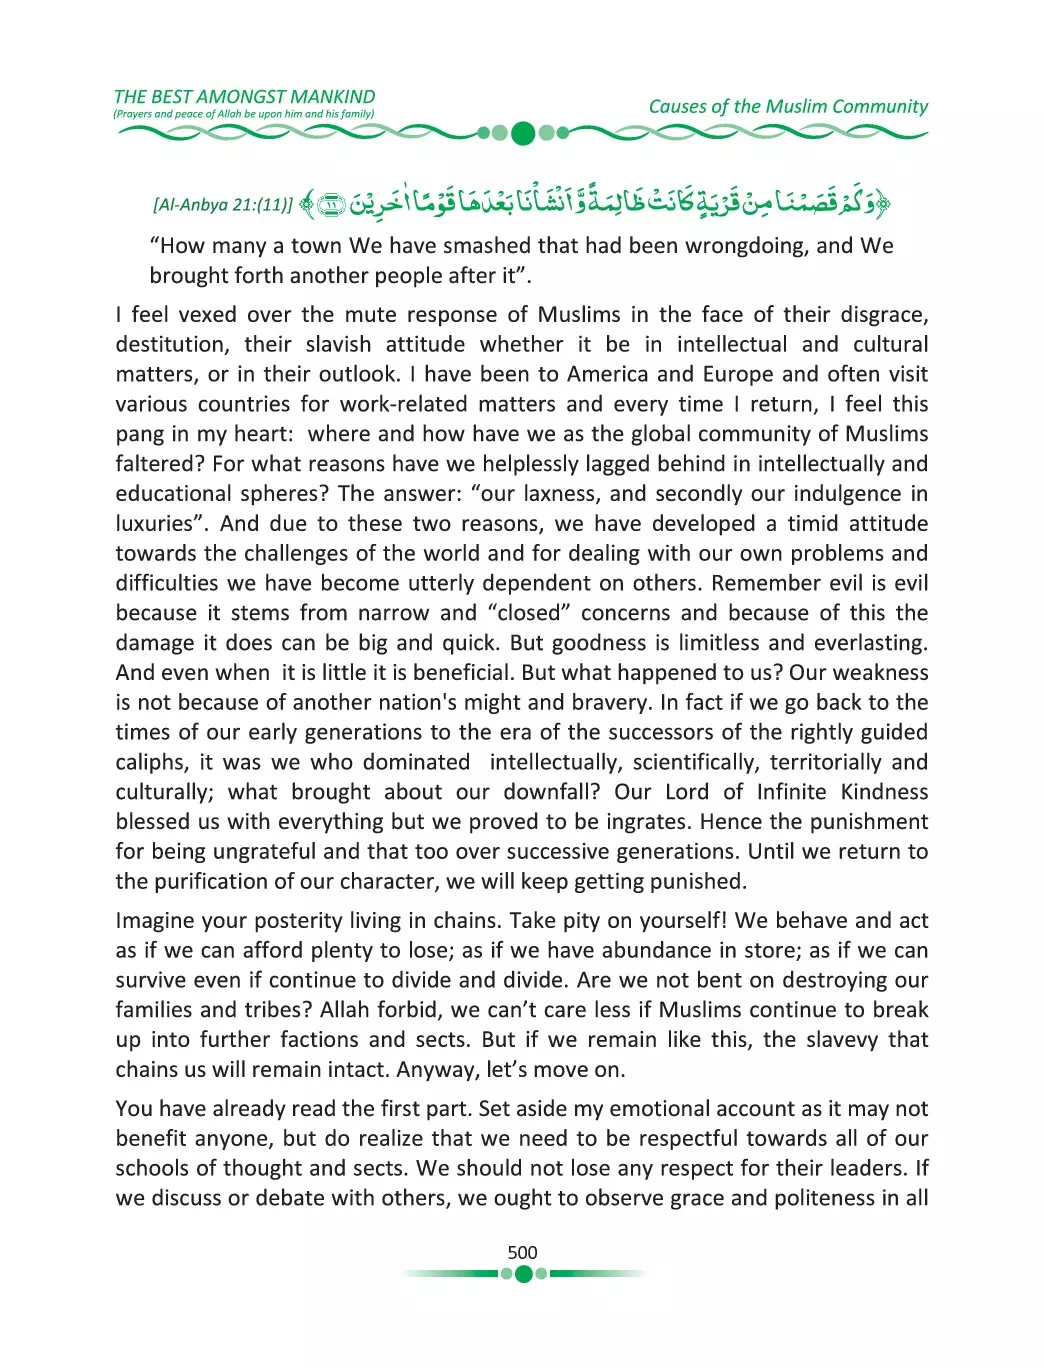 THE BEST AMONGST MANKIND
(Prayers and peace of Allah be upon him and his family)
Causes of the Muslim Community
﴿وَكَمْ قَصَمْنَا مِنْ قَرْيَةٍ كَانَتْ ظَالِمَةً وَّاَنْشَأْنَا بَعْدَهَا قَوْمًا اٰخَرِيْنَ ۝۱۱﴾ [Al-Anbya 21:(11)]
“How many a town We have smashed that had been wrongdoing, and We
brought forth another people after it”.
I feel vexed over the mute response of Muslims in the face of their disgrace,
destitution, their slavish attitude whether it be in intellectual and cultural
matters, or in their outlook. I have been to America and Europe and often visit
various countries for work-related matters and every time I return, I feel this
pang in my heart:  where and how have we as the global community of Muslims
faltered? For what reasons have we helplessly lagged behind in intellectually and
educational spheres? The answer: “our laxness, and secondly our indulgence in
luxuries”. And due to these two reasons, we have developed a timid attitude
towards the challenges of the world and for dealing with our own problems and
difficulties we have become utterly dependent on others. Remember evil is evil
because it stems from narrow and “closed” concerns and because of this the
damage it does can be big and quick. But goodness is limitless and everlasting.
And even when  it is little it is beneficial. But what happened to us? Our weakness
is not because of another nation's might and bravery. In fact if we go back to the
times of our early generations to the era of the successors of the rightly guided
caliphs, it was we who dominated  intellectually, scientifically, territorially and
culturally; what brought about our downfall? Our Lord of Infinite Kindness
blessed us with everything but we proved to be ingrates. Hence the punishment
for being ungrateful and that too over successive generations. Until we return to
the purification of our character, we will keep getting punished.
Imagine your posterity living in chains. Take pity on yourself! We behave and act
as if we can afford plenty to lose; as if we have abundance in store; as if we can
survive even if continue to divide and divide. Are we not bent on destroying our
families and tribes? Allah forbid, we can’t care less if Muslims continue to break
up into further factions and sects. But if we remain like this, the slavevy that
chains us will remain intact. Anyway, let’s move on.
You have already read the first part. Set aside my emotional account as it may not
benefit anyone, but do realize that we need to be respectful towards all of our
schools of thought and sects. We should not lose any respect for their leaders. If
we discuss or debate with others, we ought to observe grace and politeness in all
500